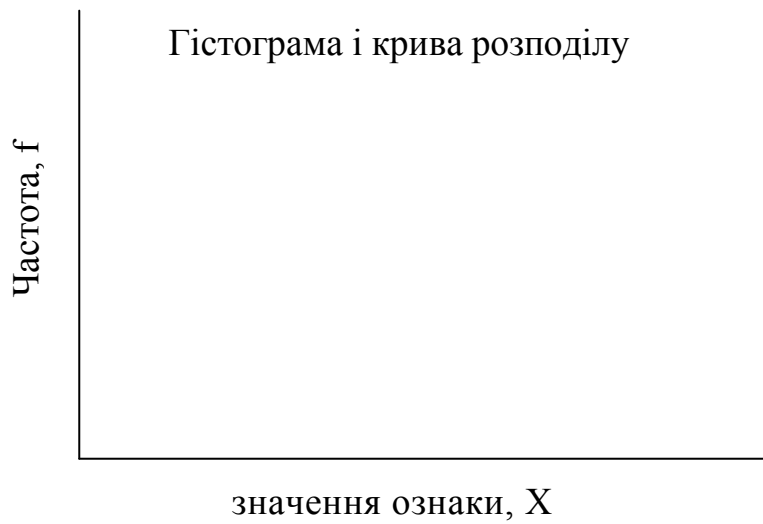 Гістограма і крива розподілу
Частота, f
значення ознаки, X